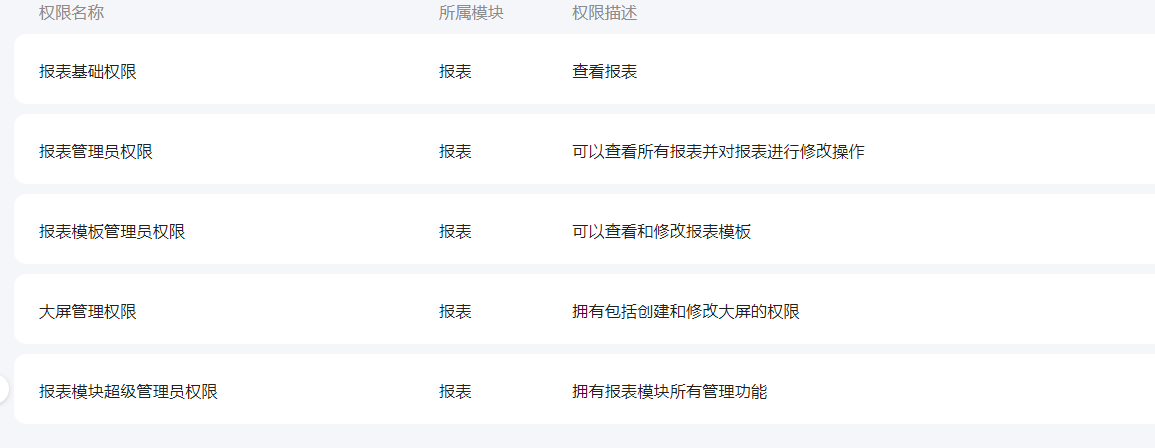 权限名称 所属模块 权限描述
报表基础权限 报表 查看报表
报表管理员权限 报表 可以查看所有报表并对报表进行修改操作
报表模板管理员权限 报表 可以查看和修改报表模板
大屏管理权限 报表 拥有包括创建和修改大屏的权限
报表模块超级管理员权限 报表 拥有报表模块所有管理功能